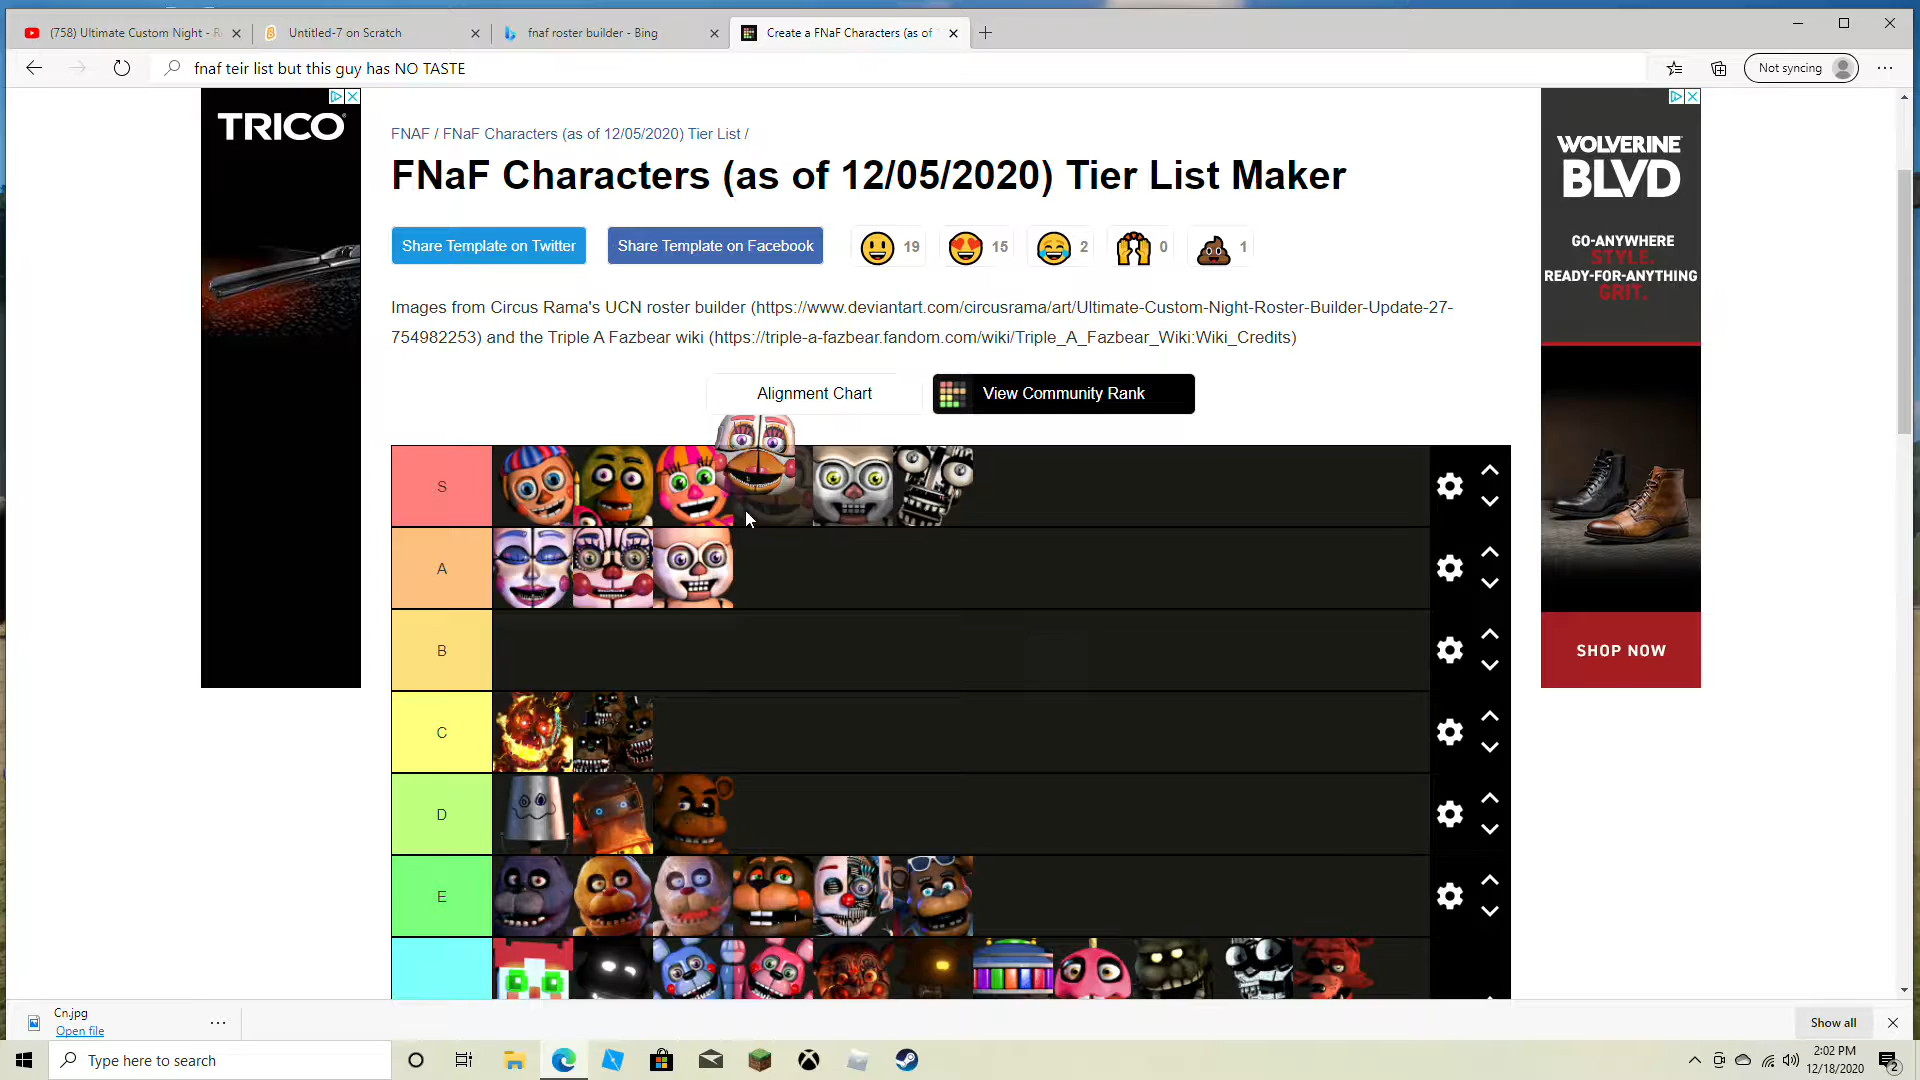 (758) Ultimate Custom Night - R
Untitled-7 on Scratch
fnaf roster builder - Bing
Create a FNaF Characters (as of
fnaf teir list but this guy has NO TASTE
Not syncing
TRICO
FNAF / FNaF Characters (as of 12/05/2020) Tier List /
FNaF Characters (as of 12/05/2020) Tier List Maker
Share Template on Twitter
Share Template on Facebook
19
15
2
0
1
Images from Circus Rama's UCN roster builder (https://www.deviantart.com/circusrama/art/Ultimate-Custom-Night-Roster-Builder-Update-27-
754982253) and the Triple A Fazbear wiki (https://triple-a-fazbear.fandom.com/wiki/Triple_A_Fazbear_Wiki:Wiki_Credits)
Alignment Chart
View Community Rank
S
A
B
C
D
E
WOLVERINE
BLVD
GO-ANYWHERE
STYLE.
READY-FOR-ANYTHING
GRIT.
SHOP NOW
Cn.jpg
Open file
Show all
Type here to search
2:02 PM
12/18/2020
2